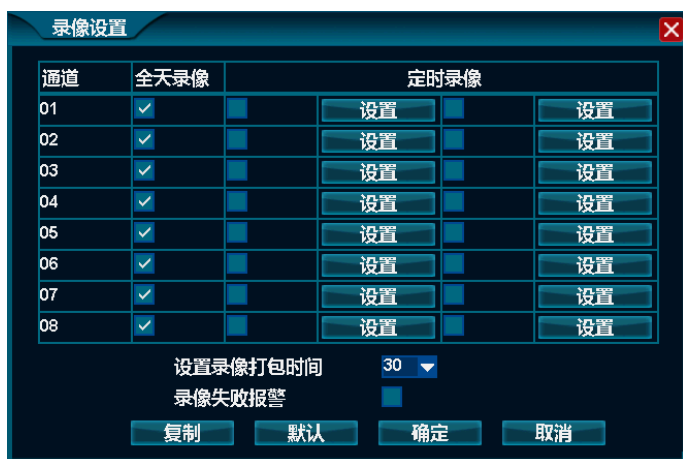 录像设置
通道 全天录像 定时录像
01 设置 设置
02 设置 设置
03 设置 设置
04 设置 设置
05 设置 设置
06 设置 设置
07 设置 设置
08 设置 设置
设置录像打包时间 30
录像失败报警
复制 默认 确定 取消